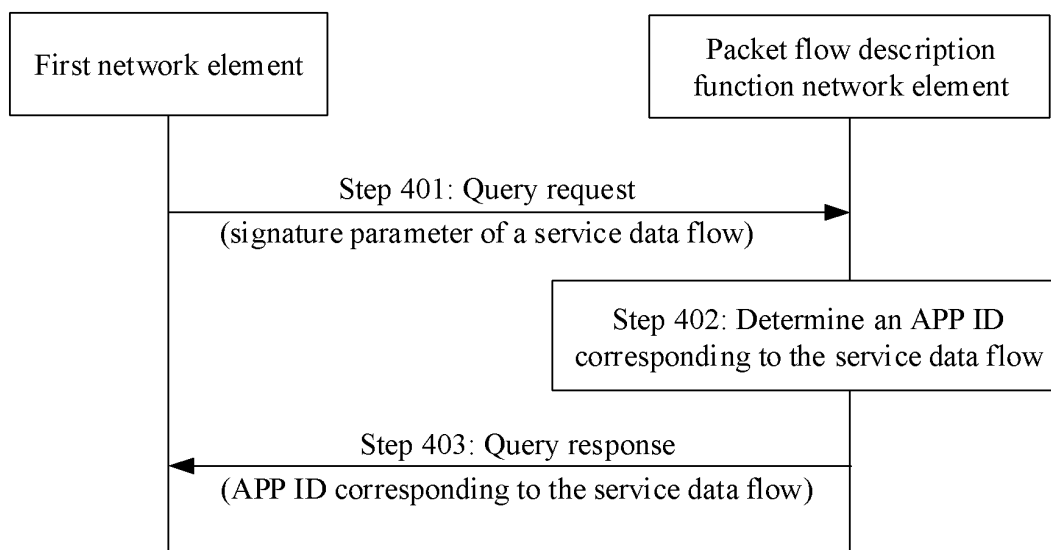 First network element
Packet flow description
function network element
Step 401: Query request
(signature parameter of a service data flow)
Step 402: Determine an APP ID
corresponding to the service data flow
Step 403: Query response
(APP ID corresponding to the service data flow)